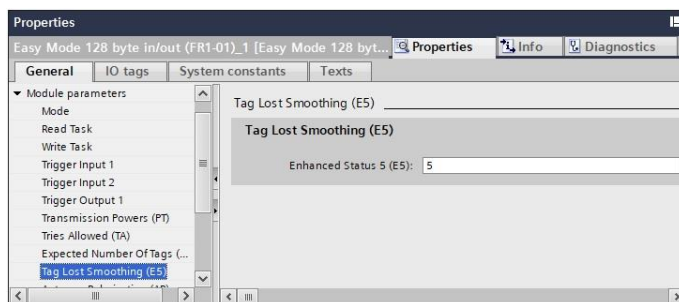 Properties
Easy Mode 128 byte in/out (FR1-01)_1 [Easy Mode 128 byt...
Properties
Info
Diagnostics
General
IO tags
System constants
Texts
Module parameters
Mode
Read Task
Write Task
Trigger Input 1
Trigger Input 2
Trigger Output 1
Transmission Powers (PT)
Tries Allowed (TA)
Expected Number Of Tags (...
Tag Lost Smoothing (E5)
Tag Lost Smoothing (E5)
Tag Lost Smoothing (E5)
Enhanced Status 5 (E5): 5